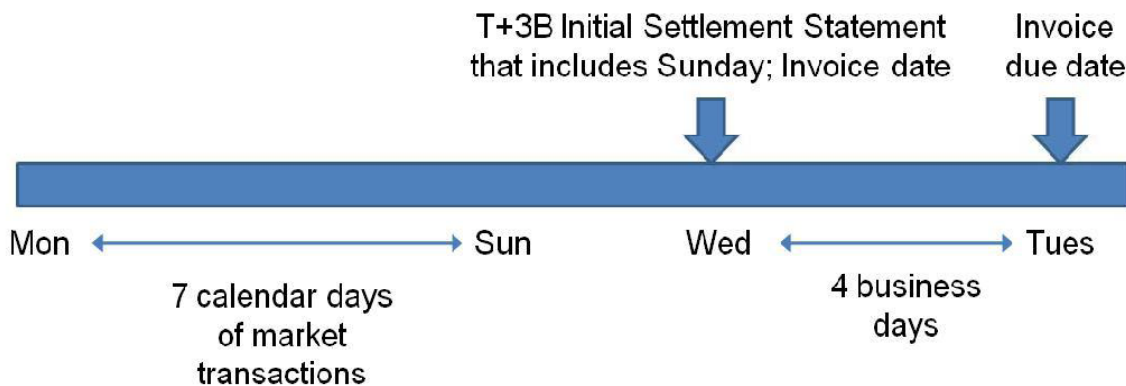 T+3B Initial Settlement Statement
that includes Sunday; Invoice date
Invoice
due date
Mon
Sun
Wed
Tues
7 calendar days
of market
transactions
4 business
days